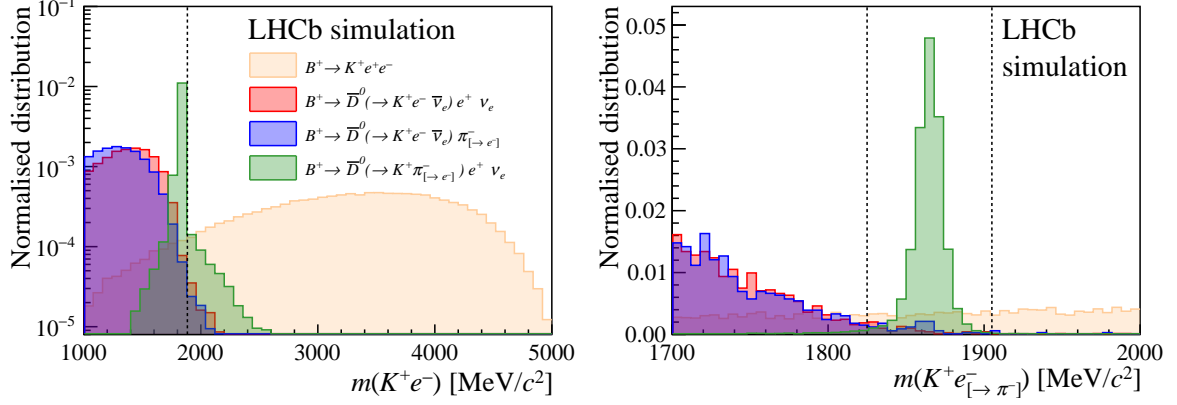 LHCb simulation
B⁺→ K⁺e⁺e⁻
B⁺→ D̅⁰(→ K⁺e⁻ ν̅ₑ) e⁺ νₑ
B⁺→ D̅⁰(→ K⁺e⁻ ν̅ₑ) π⁻[→ e⁻]
B⁺→ D̅⁰(→ K⁺π⁻[→ e⁻]) e⁺ νₑ
Normalised distribution
10⁻¹
10⁻²
10⁻³
10⁻⁴
10⁻⁵
1000 2000 3000 4000 5000
m(K⁺e⁻) [MeV/c²]
LHCb
simulation
Normalised distribution
0.05
0.04
0.03
0.02
0.01
0.00
1700 1800 1900 2000
m(K⁺e⁻[→ π⁻]) [MeV/c²]